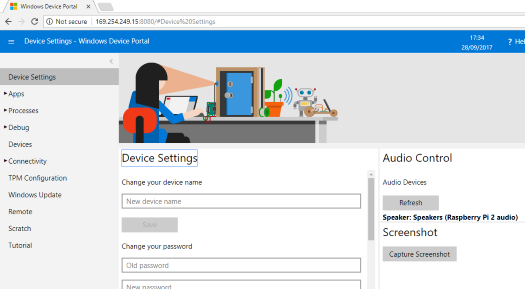 Windows Device Portal
Not secure | 169.254.249.15:8080/#Device%20Settings
Device Settings - Windows Device Portal
17:34
28/09/2017
? Hel
Device Settings
Apps
Processes
Debug
Devices
Connectivity
TPM Configuration
Windows Update
Remote
Scratch
Tutorial
Device Settings
Change your device name
New device name
Save
Change your password
Old password
New password
Audio Control
Audio Devices
Refresh
Speaker: Speakers (Raspberry Pi 2 audio)
Screenshot
Capture Screenshot